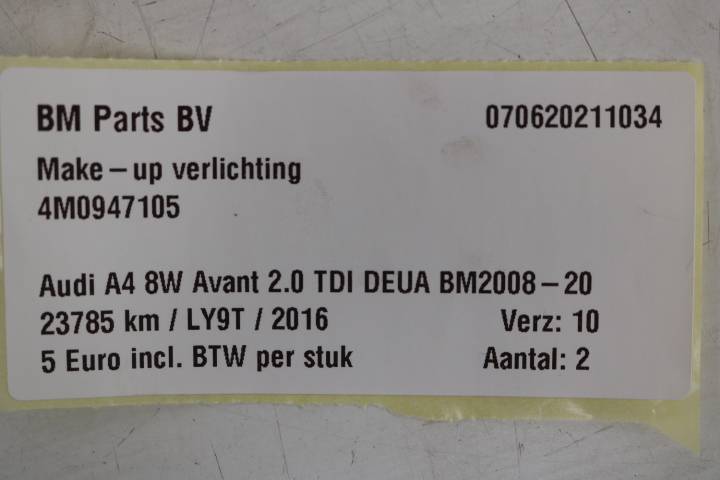 BM Parts BV 070620211034
Make-up verlichting
4M0947105
Audi A4 8W Avant 2.0 TDI DEUA BM2008-20
23785 km / LY9T / 2016 Verz: 10
5 Euro incl. BTW per stuk Aantal: 2